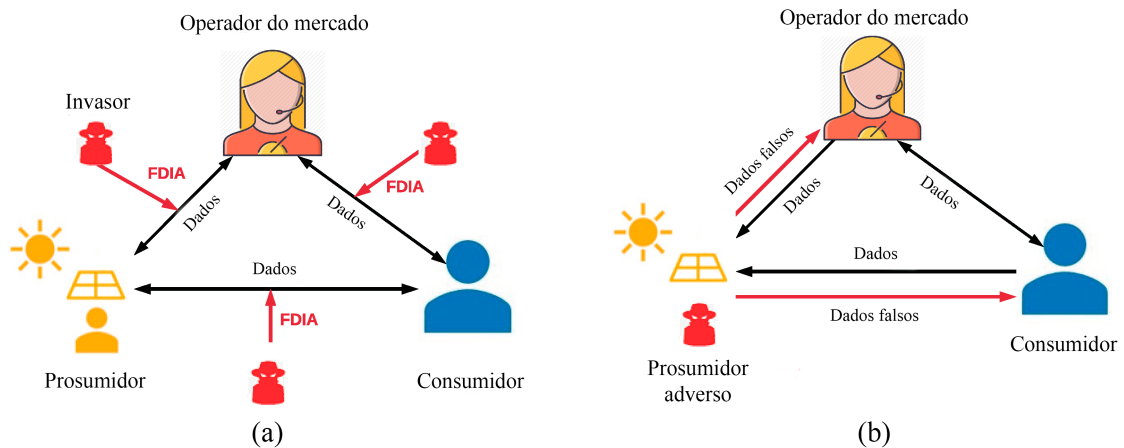 Operador do mercado
Invasor
FDIA
FDIA
Dados
Dados
Dados
FDIA
Prosumidor
Consumidor
(a)
Operador do mercado
Dados falsos
Dados
Dados
Dados
Dados falsos
Prosumidor
adverso
Consumidor
(b)